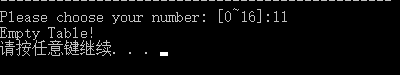 ------------------------------------------------
Please choose your number: [0~16]:11
Empty Table!
请按任意键继续. . .